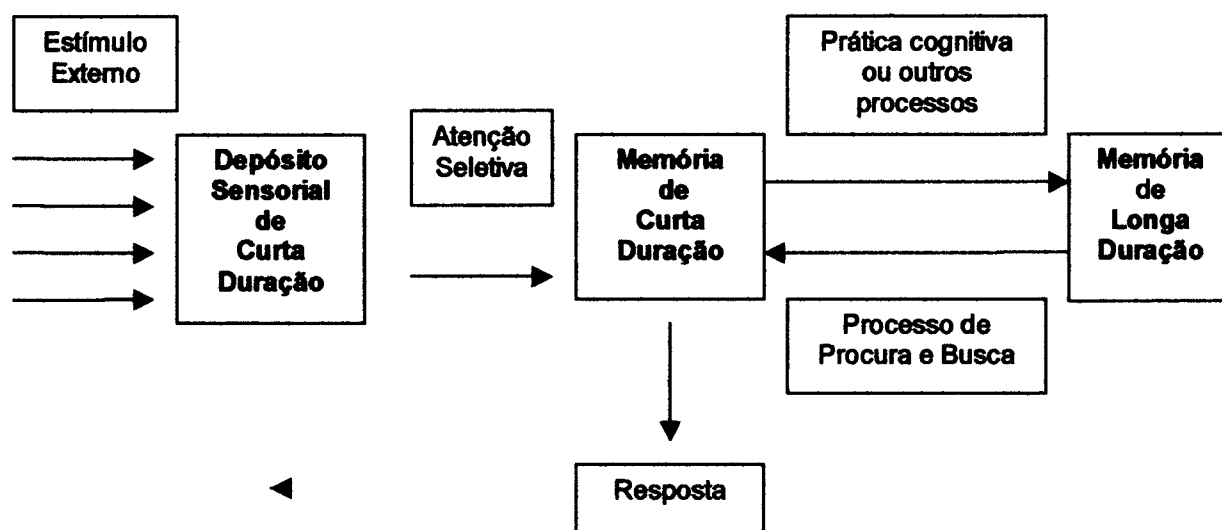 Estímulo
Externo
Depósito
Sensorial
de
Curta
Duração
Atenção
Seletiva
Memória
de
Curta
Duração
Prática cognitiva
ou outros
processos
Processo de
Procura e Busca
Memória
de
Longa
Duração
Resposta